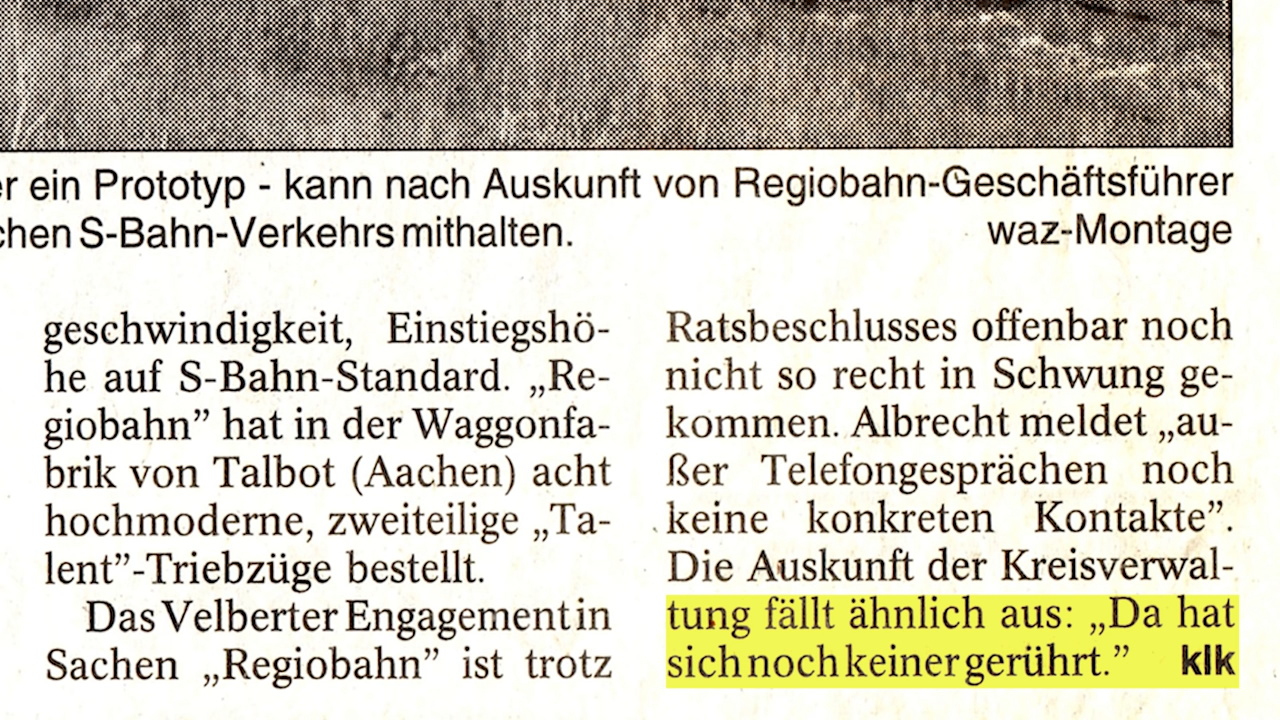 er ein Prototyp - kann nach Auskunft von Regiobahn-Geschäftsführer
chen S-Bahn-Verkehrs mithalten.
waz-Montage
geschwindigkeit, Einstiegshö-
he auf S-Bahn-Standard. „Re-
giobahn” hat in der Waggonfa-
brik von Talbot (Aachen) acht
hochmoderne, zweiteilige „Ta-
lent”-Triebzüge bestellt.
Das Velberter Engagement in
Sachen „Regiobahn” ist trotz
Ratsbeschlusses offenbar noch
nicht so recht in Schwung ge-
kommen. Albrecht meldet „au-
ßer Telefongesprächen noch
keine konkreten Kontakte”.
Die Auskunft der Kreisverwal-
tung fällt ähnlich aus: „Da hat
sich noch keiner gerührt.” klk